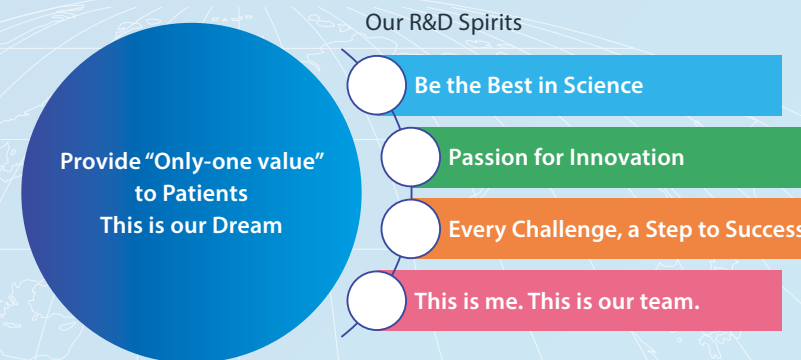 Our R&D Spirits
Be the Best in Science
Passion for Innovation
Provide “Only-one value”
to Patients
This is our Dream
Every Challenge, a Step to Success
This is me. This is our team.